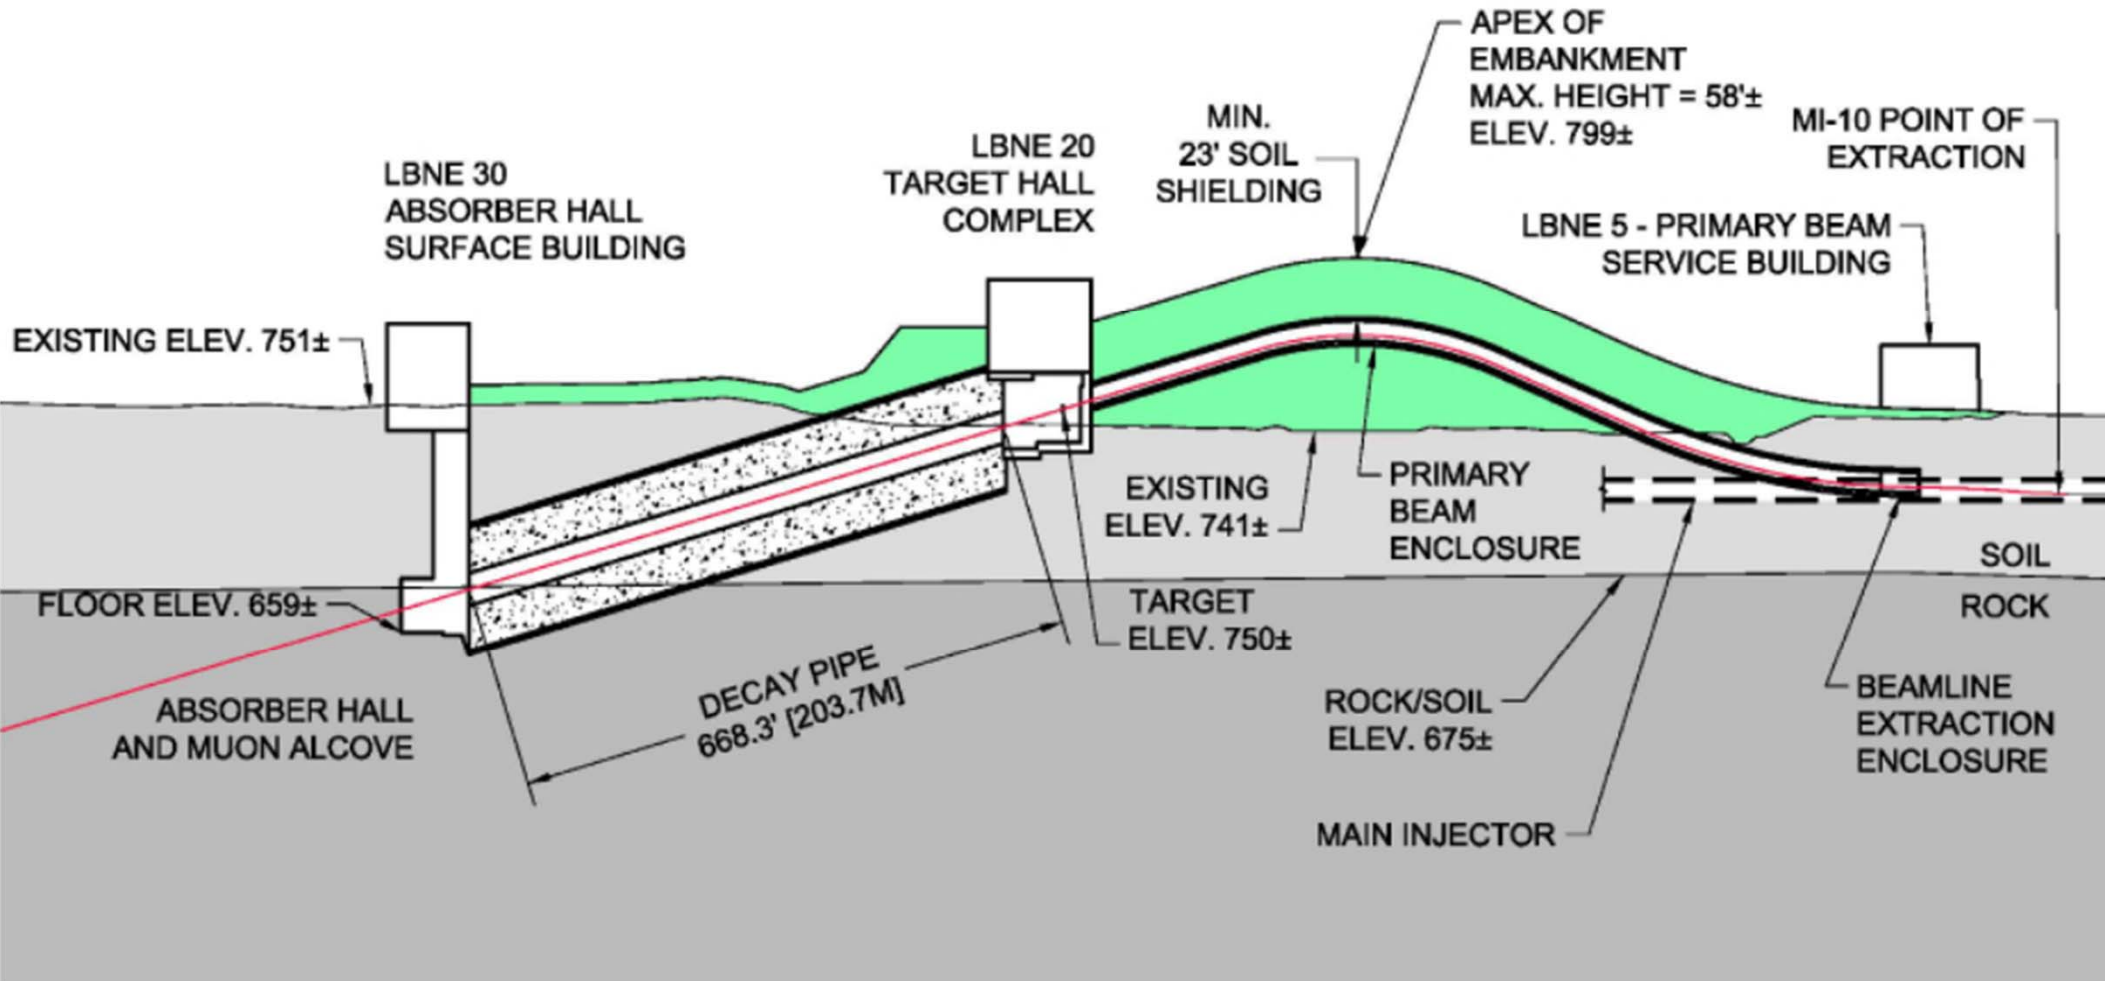 APEX OF
EMBANKMENT
MAX. HEIGHT = 58'±
ELEV. 799±
MIN.
23' SOIL
SHIELDING
MI-10 POINT OF
EXTRACTION
LBNE 20
TARGET HALL
COMPLEX
LBNE 30
ABSORBER HALL
SURFACE BUILDING
LBNE 5 - PRIMARY BEAM
SERVICE BUILDING
EXISTING ELEV. 751±
EXISTING
ELEV. 741±
PRIMARY
BEAM
ENCLOSURE
SOIL
ROCK
FLOOR ELEV. 659±
TARGET
ELEV. 750±
DECAY PIPE
668.3' [203.7M]
ABSORBER HALL
AND MUON ALCOVE
ROCK/SOIL
ELEV. 675±
BEAMLINE
EXTRACTION
ENCLOSURE
MAIN INJECTOR